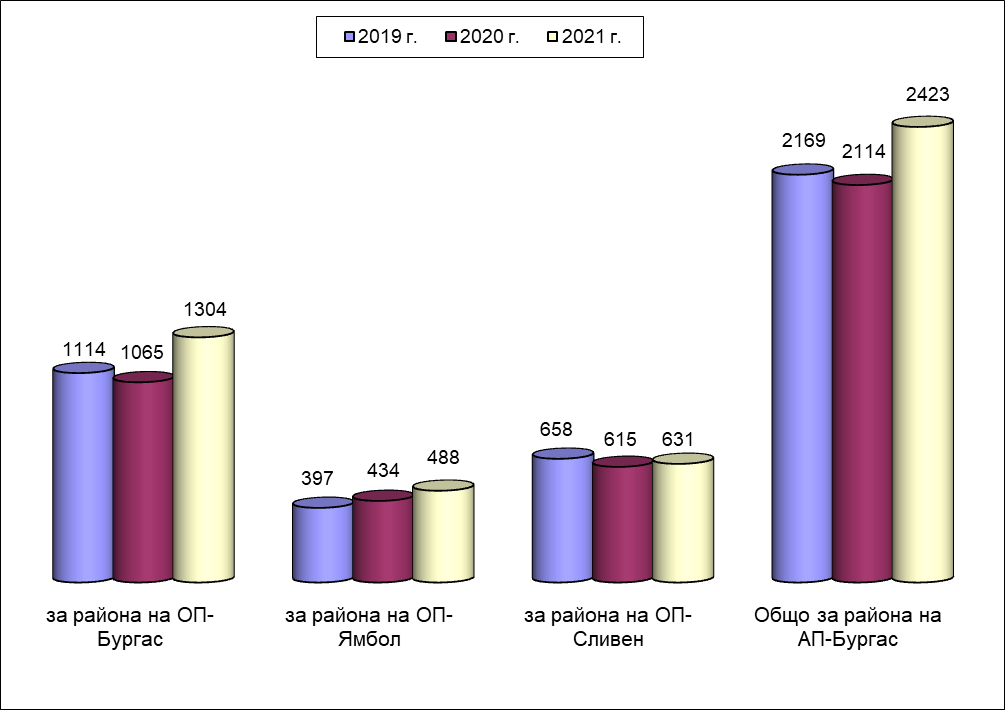 2019 г. 2020 г. 2021 г.
2423
2169
2114
1304
1114
1065
658
615
631
488
434
397
за района на ОП-
Бургас
за района на ОП-
Ямбол
за района на ОП-
Сливен
Общо за района на
АП-Бургас